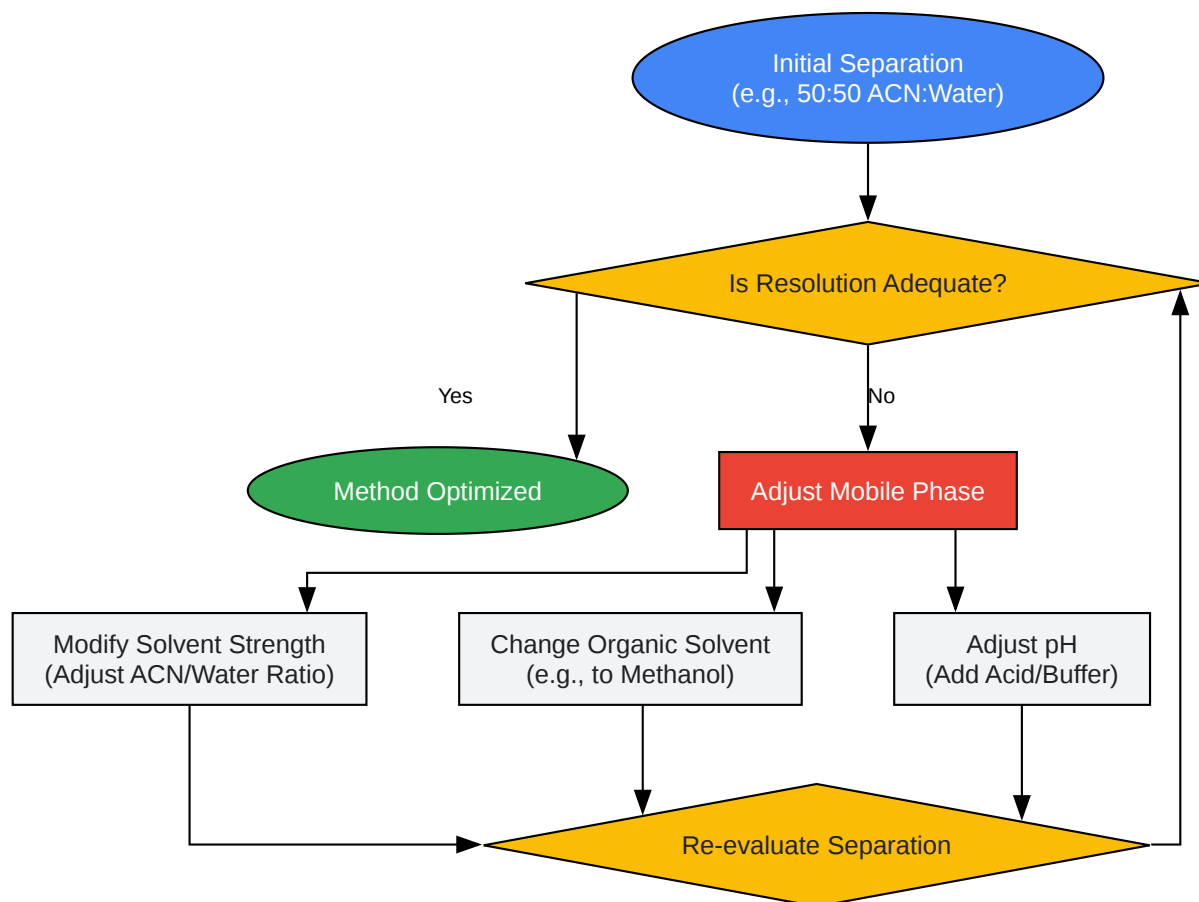 Initial Separation
(e.g., 50:50 ACN:Water)
Is Resolution Adequate?
Yes
No
Method Optimized
Adjust Mobile Phase
Modify Solvent Strength
(Adjust ACN/Water Ratio)
Change Organic Solvent
(e.g., to Methanol)
Adjust pH
(Add Acid/Buffer)
Re-evaluate Separation